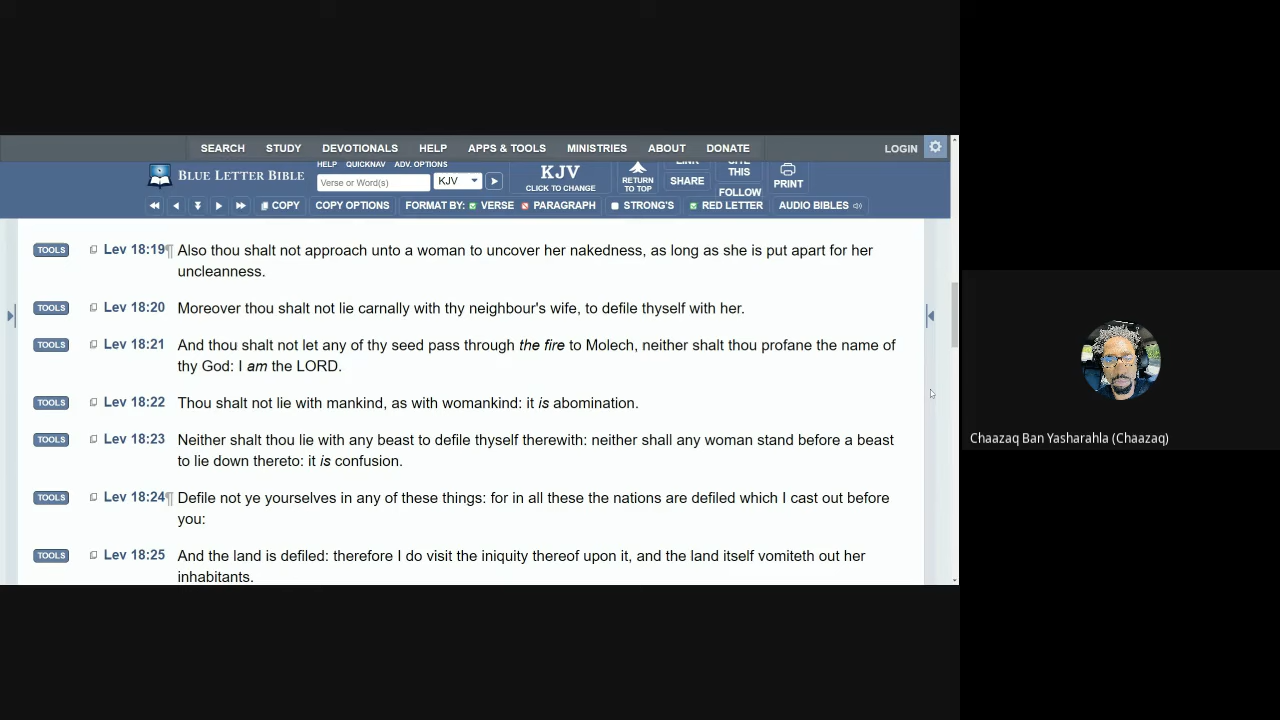 SEARCH STUDY DEVOTIONALS HELP APPS & TOOLS MINISTRIES ABOUT DONATE LOGIN
HELP QUICKNAV ADV. OPTIONS
BLUE LETTER BIBLE
Verse or Word(s) KJV
KJV
CLICK TO CHANGE
RETURN
TO TOP
LINK
SHARE
CITE
THIS
FOLLOW
PRINT
COPY COPY OPTIONS FORMAT BY: VERSE PARAGRAPH STRONG'S RED LETTER AUDIO BIBLES
TOOLS Lev 18:19¶ Also thou shalt not approach unto a woman to uncover her nakedness, as long as she is put apart for her
uncleanness.
TOOLS Lev 18:20 Moreover thou shalt not lie carnally with thy neighbour's wife, to defile thyself with her.
TOOLS Lev 18:21 And thou shalt not let any of thy seed pass through the fire to Molech, neither shalt thou profane the name of
thy God: I am the LORD.
TOOLS Lev 18:22 Thou shalt not lie with mankind, as with womankind: it is abomination.
TOOLS Lev 18:23 Neither shalt thou lie with any beast to defile thyself therewith: neither shall any woman stand before a beast
to lie down thereto: it is confusion.
TOOLS Lev 18:24¶ Defile not ye yourselves in any of these things: for in all these the nations are defiled which I cast out before
you:
TOOLS Lev 18:25 And the land is defiled: therefore I do visit the iniquity thereof upon it, and the land itself vomiteth out her
inhabitants.
Chaazaq Ban Yasharahla (Chaazaq)